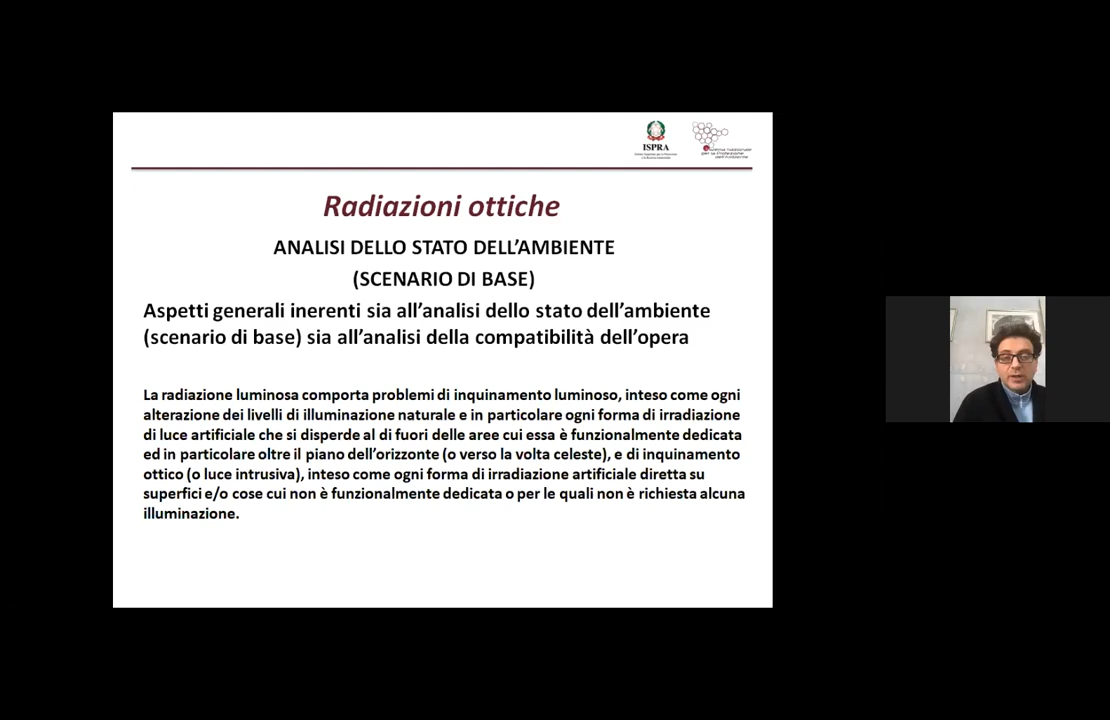 ISPRA
Radiazioni ottiche
ANALISI DELLO STATO DELL'AMBIENTE
(SCENARIO DI BASE)
Aspetti generali inerenti sia all'analisi dello stato dell'ambiente
(scenario di base) sia all'analisi della compatibilità dell'opera
La radiazione luminosa comporta problemi di inquinamento luminoso, inteso come ogni
alterazione dei livelli di illuminazione naturale e in particolare ogni forma di irradiazione
di luce artificiale che si disperde al di fuori delle aree cui essa è funzionalmente dedicata
ed in particolare oltre il piano dell'orizzonte (o verso la volta celeste), e di inquinamento
ottico (o luce intrusiva), inteso come ogni forma di irradiazione artificiale diretta su
superfici e/o cose cui non è funzionalmente dedicata o per le quali non è richiesta alcuna
illuminazione.